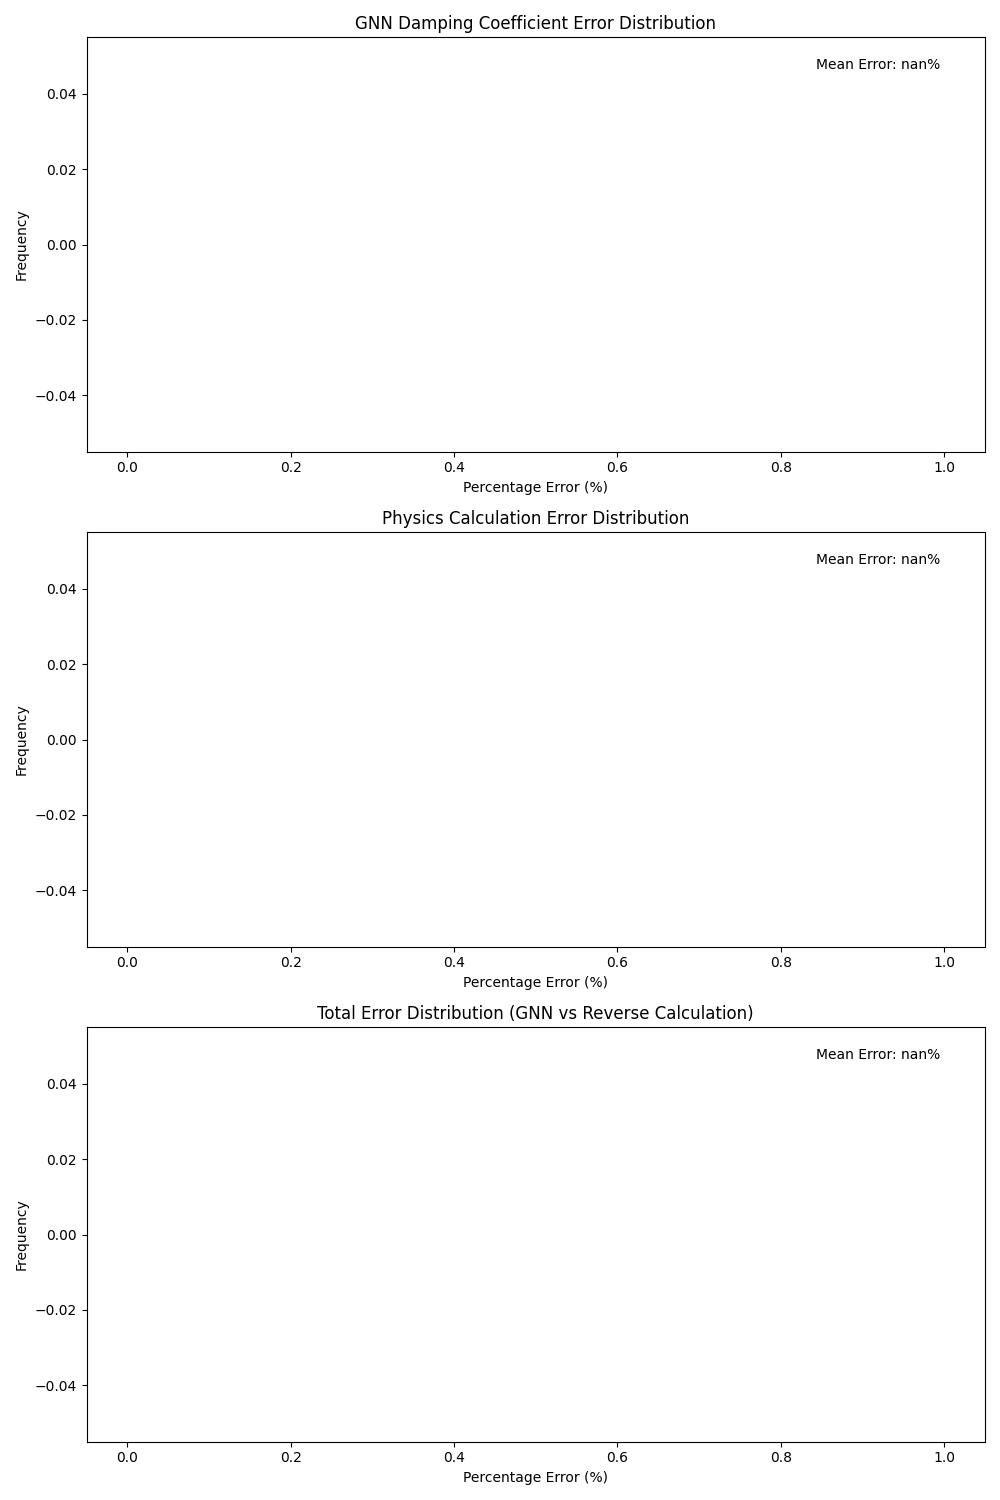 GNN Damping Coefficient Error Distribution
Mean Error: nan%
0.04
0.02
0.00
−0.02
−0.04
Frequency
0.0 0.2 0.4 0.6 0.8 1.0
Percentage Error (%)
Physics Calculation Error Distribution
Mean Error: nan%
0.04
0.02
0.00
−0.02
−0.04
Frequency
0.0 0.2 0.4 0.6 0.8 1.0
Percentage Error (%)
Total Error Distribution (GNN vs Reverse Calculation)
Mean Error: nan%
0.04
0.02
0.00
−0.02
−0.04
Frequency
0.0 0.2 0.4 0.6 0.8 1.0
Percentage Error (%)